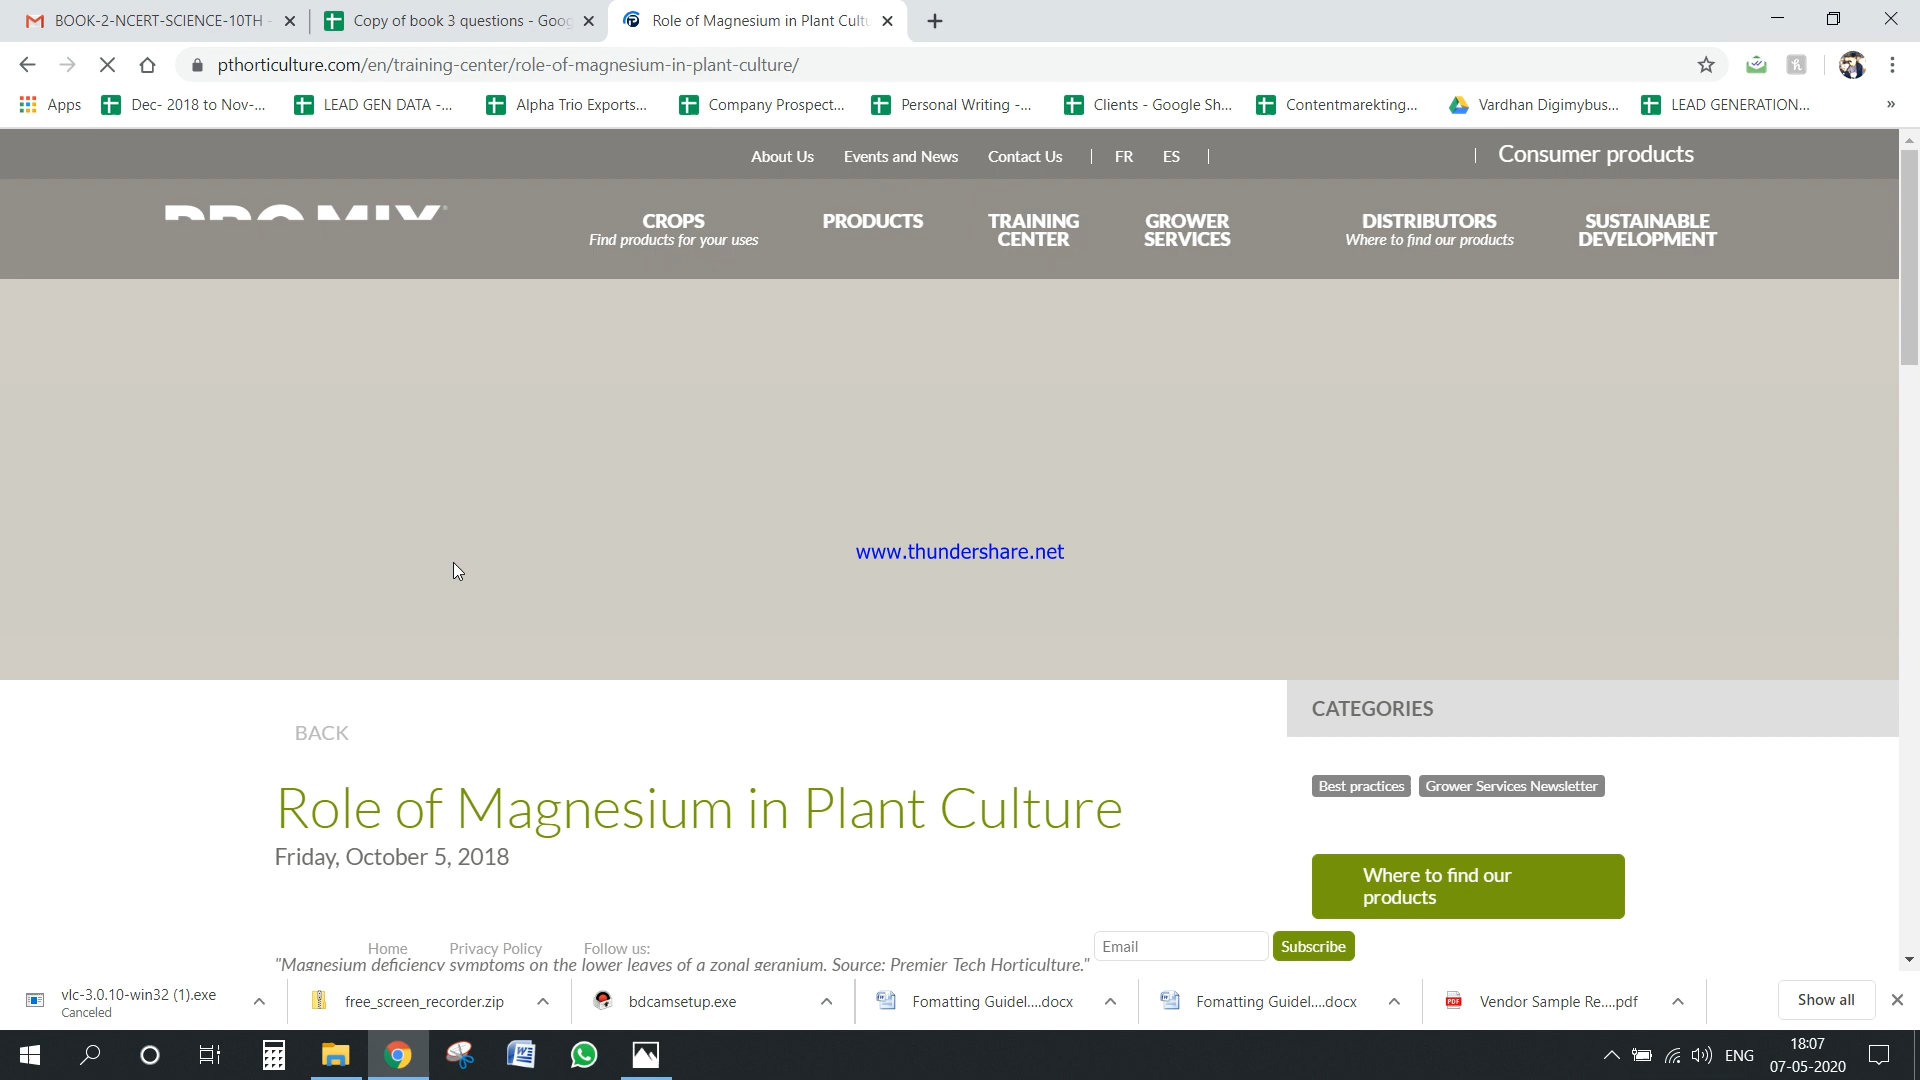 BOOK-2-NCERT-SCIENCE-10TH -
Copy of book 3 questions - Goog
Role of Magnesium in Plant Cultu
pthorticulture.com/en/training-center/role-of-magnesium-in-plant-culture/
Apps
Dec- 2018 to Nov-...
LEAD GEN DATA -...
Alpha Trio Exports...
Company Prospect...
Personal Writing -...
Clients - Google Sh...
Contentmarekting...
Vardhan Digimybus...
LEAD GENERATION...
»
About Us
Events and News
Contact Us
| FR ES |
| Consumer products
PRO MIX
CROPS
Find products for your uses
PRODUCTS
TRAINING
CENTER
GROWER
SERVICES
DISTRIBUTORS
Where to find our products
SUSTAINABLE
DEVELOPMENT
www.thundershare.net
BACK
Role of Magnesium in Plant Culture
Friday, October 5, 2018
CATEGORIES
Best practices
Grower Services Newsletter
Where to find our
products
Home
Privacy Policy
Follow us:
Email
Subscribe
"Magnesium deficiency symptoms on the lower leaves of a zonal geranium. Source: Premier Tech Horticulture."
vlc-3.0.10-win32 (1).exe
Canceled
free_screen_recorder.zip
bdcamsetup.exe
Fomatting Guidel....docx
Fomatting Guidel....docx
Vendor Sample Re....pdf
Show all
ENG
18:07
07-05-2020